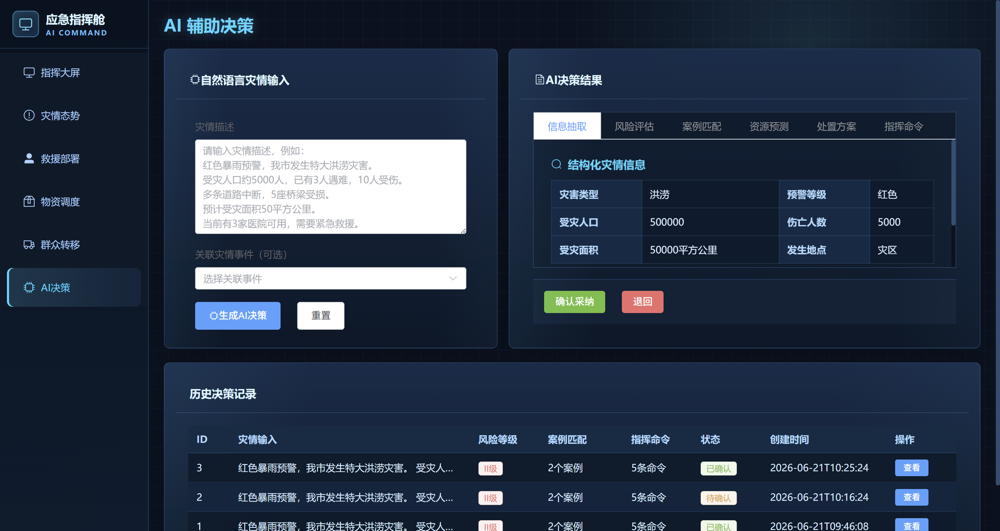 应急指挥舱
AI COMMAND
指挥大屏
灾情态势
救援部署
物资调度
群众转移
AI决策
AI 辅助决策
自然语言灾情输入
灾情描述
请输入灾情描述，例如：
红色暴雨预警，我市发生特大洪涝灾害。
受灾人口约5000人，已有3人遇难，10人受伤。
多条道路中断，5座桥梁受损。
预计受灾面积50平方公里。
当前有3家医院可用，需要紧急救援。
关联灾情事件（可选）
选择关联事件
生成AI决策 重置
AI决策结果
信息抽取 风险评估 案例匹配 资源预测 处置方案 指挥命令
结构化灾情信息
灾害类型 洪涝 预警等级 红色
受灾人口 500000 伤亡人数 5000
受灾面积 50000平方公里 发生地点 灾区
确认采纳 退回
历史决策记录
ID 灾情输入 风险等级 案例匹配 指挥命令 状态 创建时间 操作
3 红色暴雨预警，我市发生特大洪涝灾害。 受灾人... II级 2个案例 5条命令 已确认 2026-06-21T10:25:24 查看
2 红色暴雨预警，我市发生特大洪涝灾害。 受灾人... II级 2个案例 5条命令 待确认 2026-06-21T10:16:24 查看
1 红色暴雨预警，我市发生特大洪涝灾害。 受灾人... II级 2个案例 5条命令 已确认 2026-06-21T09:46:08 查看